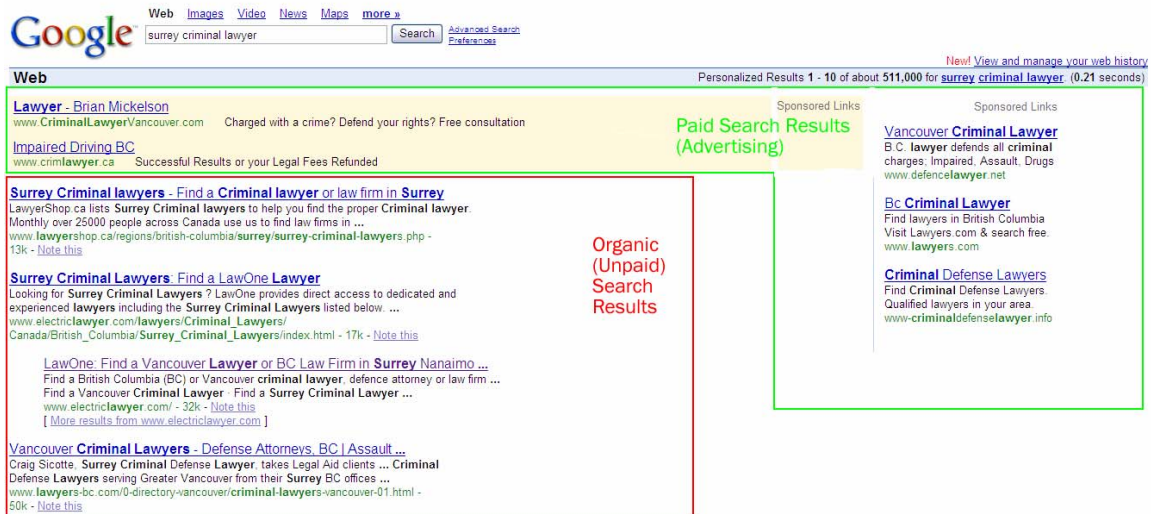 Web Images Video News Maps more »
Google
surrey criminal lawyer Search Advanced Search
Preferences
New! View and manage your web history
Web Personalized Results 1 - 10 of about 511,000 for surrey criminal lawyer. (0.21 seconds)
Lawyer - Brian Mickelson
www.CriminalLawyerVancouver.com Charged with a crime? Defend your rights? Free consultation
Impaired Driving BC
www.crimlawyer.ca Successful Results or your Legal Fees Refunded
Paid Search Results
(Advertising)
Sponsored Links
Sponsored Links
Vancouver Criminal Lawyer
B.C. lawyer defends all criminal
charges; Impaired, Assault, Drugs
www.defencelawyer.net
Bc Criminal Lawyer
Find lawyers in British Columbia
Visit Lawyers.com & search free.
www.lawyers.com
Criminal Defense Lawyers
Find Criminal Defense Lawyers.
Qualified lawyers in your area.
www-criminaldefenselawyer.info
Surrey Criminal lawyers - Find a Criminal lawyer or law firm in Surrey
LawyerShop.ca lists Surrey Criminal lawyers to help you find the proper Criminal lawyer.
Monthly over 25000 people across Canada use us to find law firms in ...
www.lawyershop.ca/regions/british-columbia/surrey/surrey-criminal-lawyers.php -
13k - Note this
Organic
(Unpaid)
Search
Results
Surrey Criminal Lawyers: Find a LawOne Lawyer
Looking for Surrey Criminal Lawyers ? LawOne provides direct access to dedicated and
experienced lawyers including the Surrey Criminal Lawyers listed below. ...
www.electriclawyer.com/lawyers/Criminal_Lawyers/
Canada/British_Columbia/Surrey_Criminal_Lawyers/index.html - 17k - Note this
LawOne: Find a Vancouver Lawyer or BC Law Firm in Surrey Nanaimo ...
Find a British Columbia (BC) or Vancouver criminal lawyer, defence attorney or law firm ...
Find a Vancouver Criminal Lawyer · Find a Surrey Criminal Lawyer ...
www.electriclawyer.com/ - 32k - Note this
[ More results from www.electriclawyer.com ]
Vancouver Criminal Lawyers - Defense Attorneys, BC | Assault ...
Craig Sicotte, Surrey Criminal Defense Lawyer, takes Legal Aid clients ... Criminal
Defense Lawyers serving Greater Vancouver from their Surrey BC offices ...
www.lawyers-bc.com/0-directory-vancouver/criminal-lawyers-vancouver-01.html -
50k - Note this